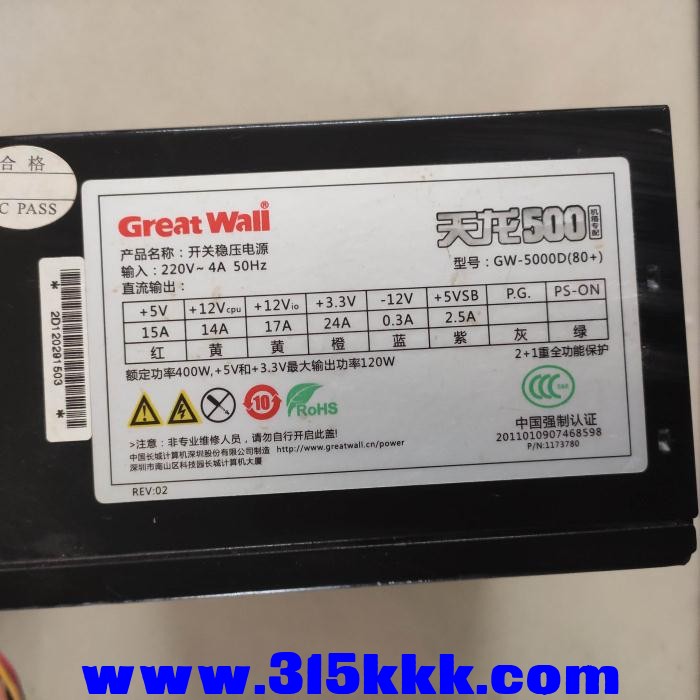 合格
C PASS
* 2D120291503 *
Great Wall
天龙500
机箱专配
产品名称：开关稳压电源
输入：220V~ 4A 50Hz
型号：GW-5000D(80+)
直流输出：
+5V +12Vcpu +12Vio +3.3V -12V +5VSB P.G. PS-ON
15A 14A 17A 24A 0.3A 2.5A
红 黄 黄 橙 蓝 紫 灰 绿
额定功率400W,+5V和+3.3V最大输出功率120W
2+1重全功能保护
10
RoHS
CCC
S&E
>注意：非专业维修人员，请勿自行开启此盖!
中国长城计算机深圳股份有限公司制造 http://www.greatwall.cn/power
深圳市南山区科技园长城计算机大厦
中国强制认证
2011010907468598
P/N:1173780
REV:02
www.315kkk.com